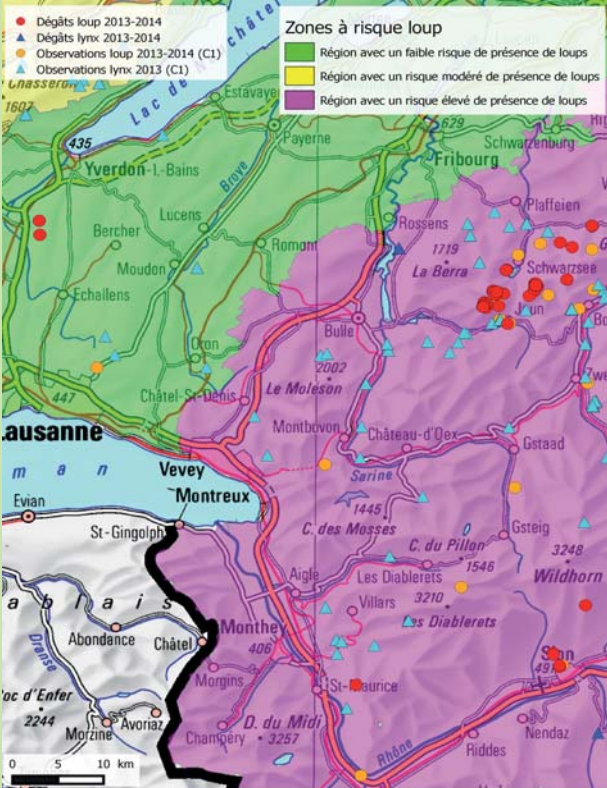 Dégâts loup 2013-2014
Dégâts lynx 2013-2014
Observations loup 2013-2014 (C1)
Observations lynx 2013 (C1)
Zones à risque loup
Région avec un faible risque de présence de loups
Région avec un risque modéré de présence de loups
Région avec un risque élevé de présence de loups
Chasseron
1607
Lac de Neuchâtel
Estavayer
Payerne
629
Schwarzenburg
435
Yverdon-l.-Bains
Fribourg
Broye
Plaffeien
Lucens
Rossens
Bercher
Romont
1719
La Berra
Schwarzsee
Moudon
Echallens
Jaun
Bulle
Oron
2002
447
Le Moleson
Châtel-St-Denis
Lausanne
Montbovon
Château-d'Oex
Gstaad
Vevey
man
Sarine
Montreux
Evian
1445
C. des Mosses
Gsteig
St-Gingolph
C. du Pillon
1546
3248
Wildhorn
Aigle
Les Diablerets
Villars
3210
Les Diablerets
ablais
Abondance
Châtel
Monthey
406
Sion
491
Dranse
Morgins
St-Maurice
oc d'Enfer
2244
Avoriaz
Morzine
D. du Midi
3257
Champéry
Nendaz
Riddes
Rhône
0 5 10 km